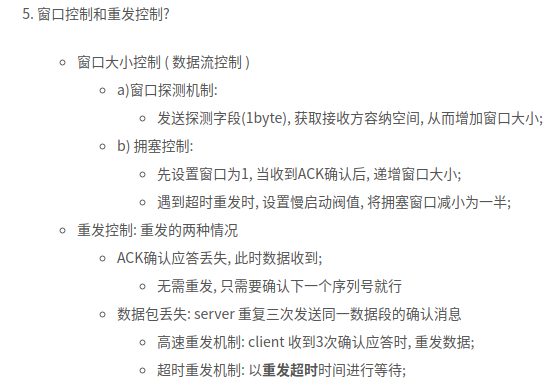 5. 窗口控制和重发控制?
窗口大小控制 ( 数据流控制 )
a)窗口探测机制:
发送探测字段(1byte), 获取接收方容纳空间, 从而增加窗口大小;
b) 拥塞控制:
先设置窗口为1, 当收到ACK确认后, 递增窗口大小;
遇到超时重发时, 设置慢启动阀值, 将拥塞窗口减小为一半;
重发控制: 重发的两种情况
ACK确认应答丢失, 此时数据收到;
无需重发, 只需要确认下一个序列号就行
数据包丢失: server 重复三次发送同一数据段的确认消息
高速重发机制: client 收到3次确认应答时, 重发数据;
超时重发机制: 以重发超时时间进行等待;